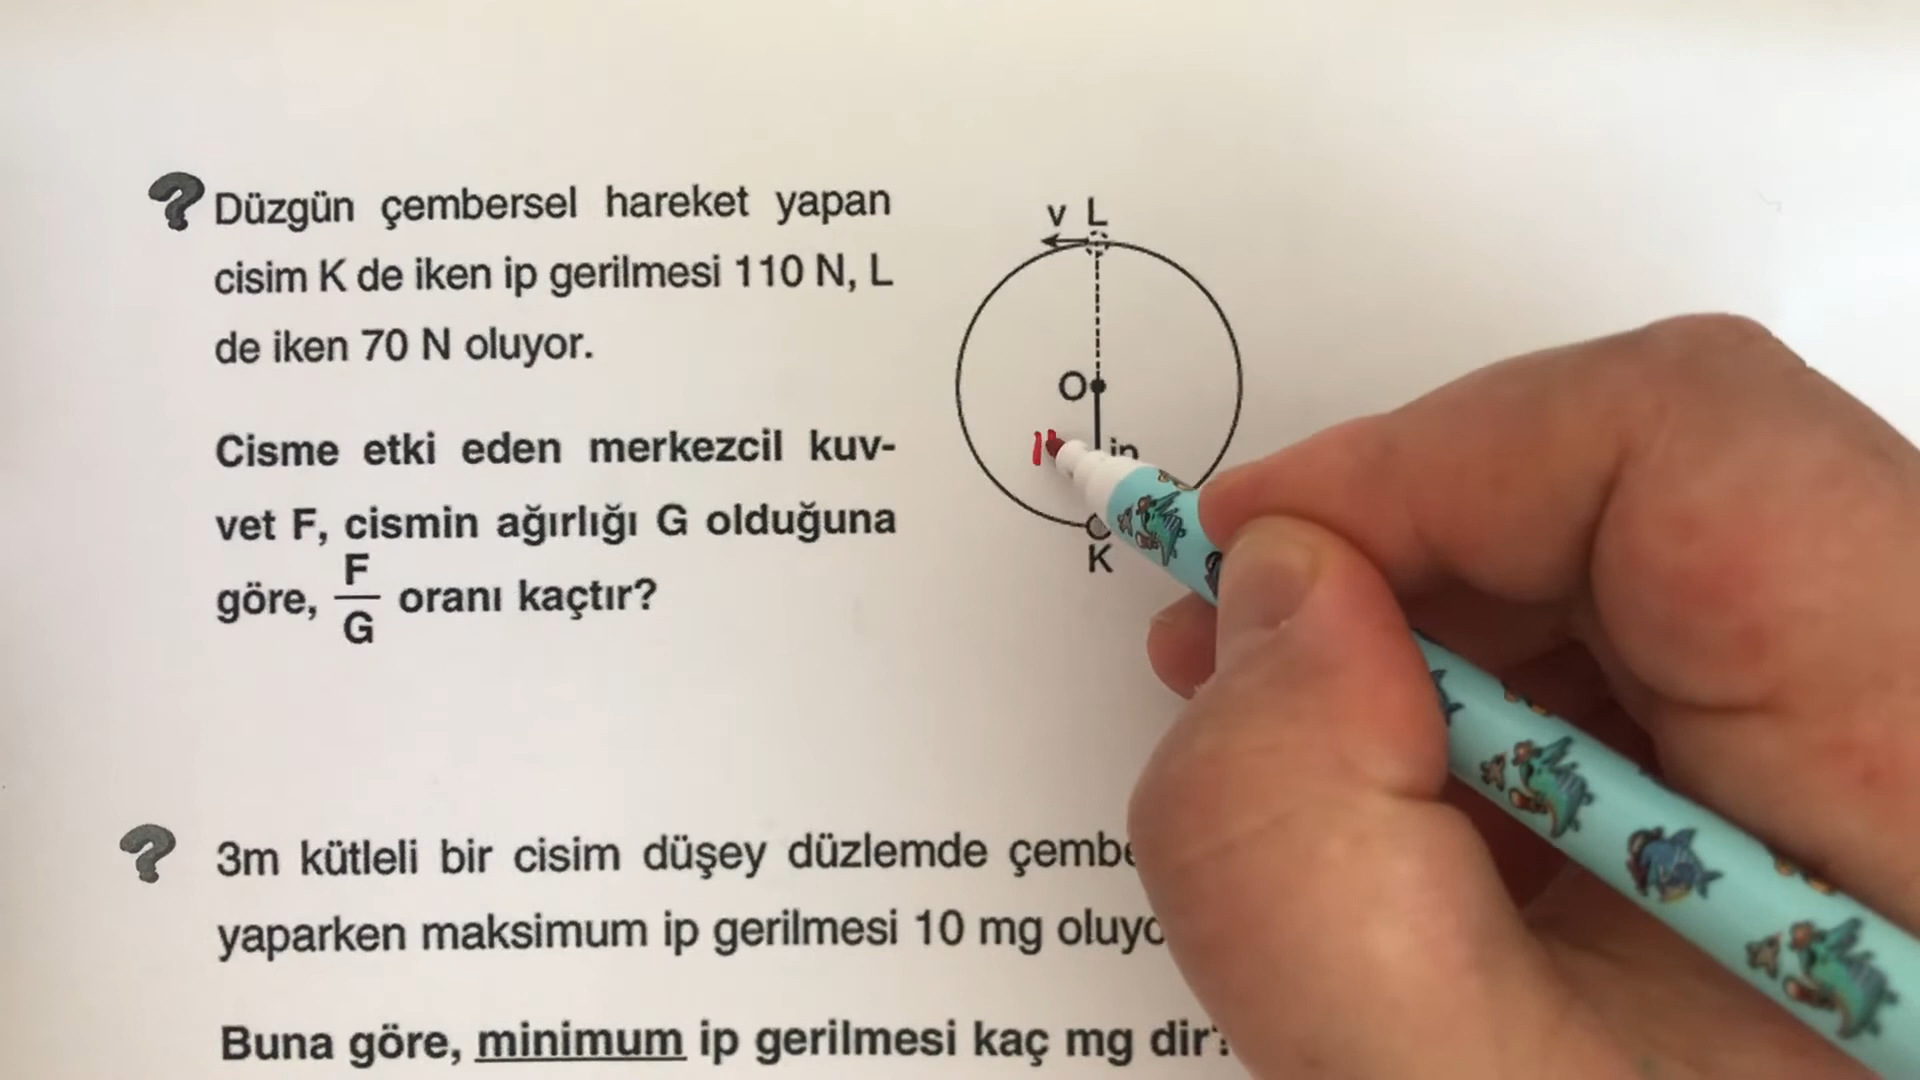 Düzgün çembersel hareket yapan
cisim K de iken ip gerilmesi 110 N, L
de iken 70 N oluyor.
Cisme etki eden merkezcil kuv-
vet F, cismin ağırlığı G olduğuna
göre, F/G oranı kaçtır?
v L
O
ip
K
3m kütleli bir cisim düşey düzlemde
yaparken maksimum ip gerilmesi 10 mg
Buna göre, minimum ip gerilmesi kaç mg dir?